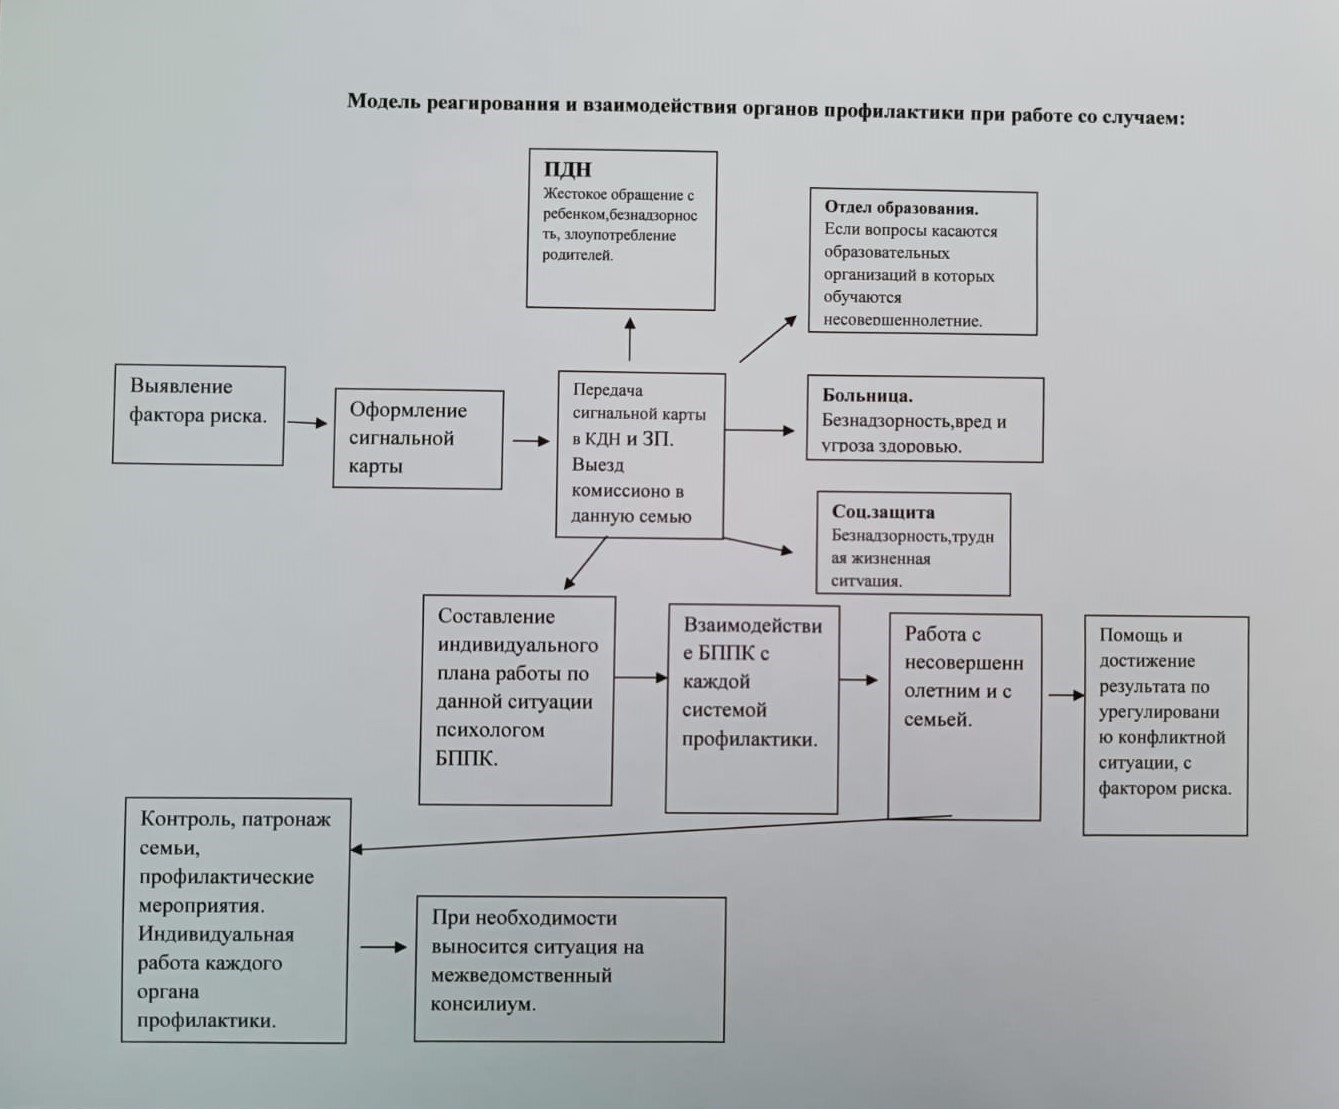 Модель реагирования и взаимодействия органов профилактики при работе со случаем:
ПДН
Жестокое обращение с
ребенком,безнадзорнос
ть, злоупотребление
родителей.
Отдел образования.
Если вопросы касаются
образовательных
организаций в которых
обучаются
несовершеннолетние.
Выявление
фактора риска.
Оформление
сигнальной
карты
Передача
сигнальной карты
в КДН и ЗП.
Выезд
комиссионо в
данную семью
Больница.
Безнадзорность,вред и
угроза здоровью.
Соц.защита
Безнадзорность,трудн
ая жизненная
ситуация.
Составление
индивидуального
плана работы по
данной ситуации
психологом
БППК.
Взаимодействи
е БППК с
каждой
системой
профилактики.
Работа с
несовершенн
олетним и с
семьей.
Помощь и
достижение
результата по
урегулировани
ю конфликтной
ситуации, с
фактором риска.
Контроль, патронаж
семьи,
профилактические
мероприятия.
Индивидуальная
работа каждого
органа
профилактики.
При необходимости
выносится ситуация на
межведомственный
консилиум.